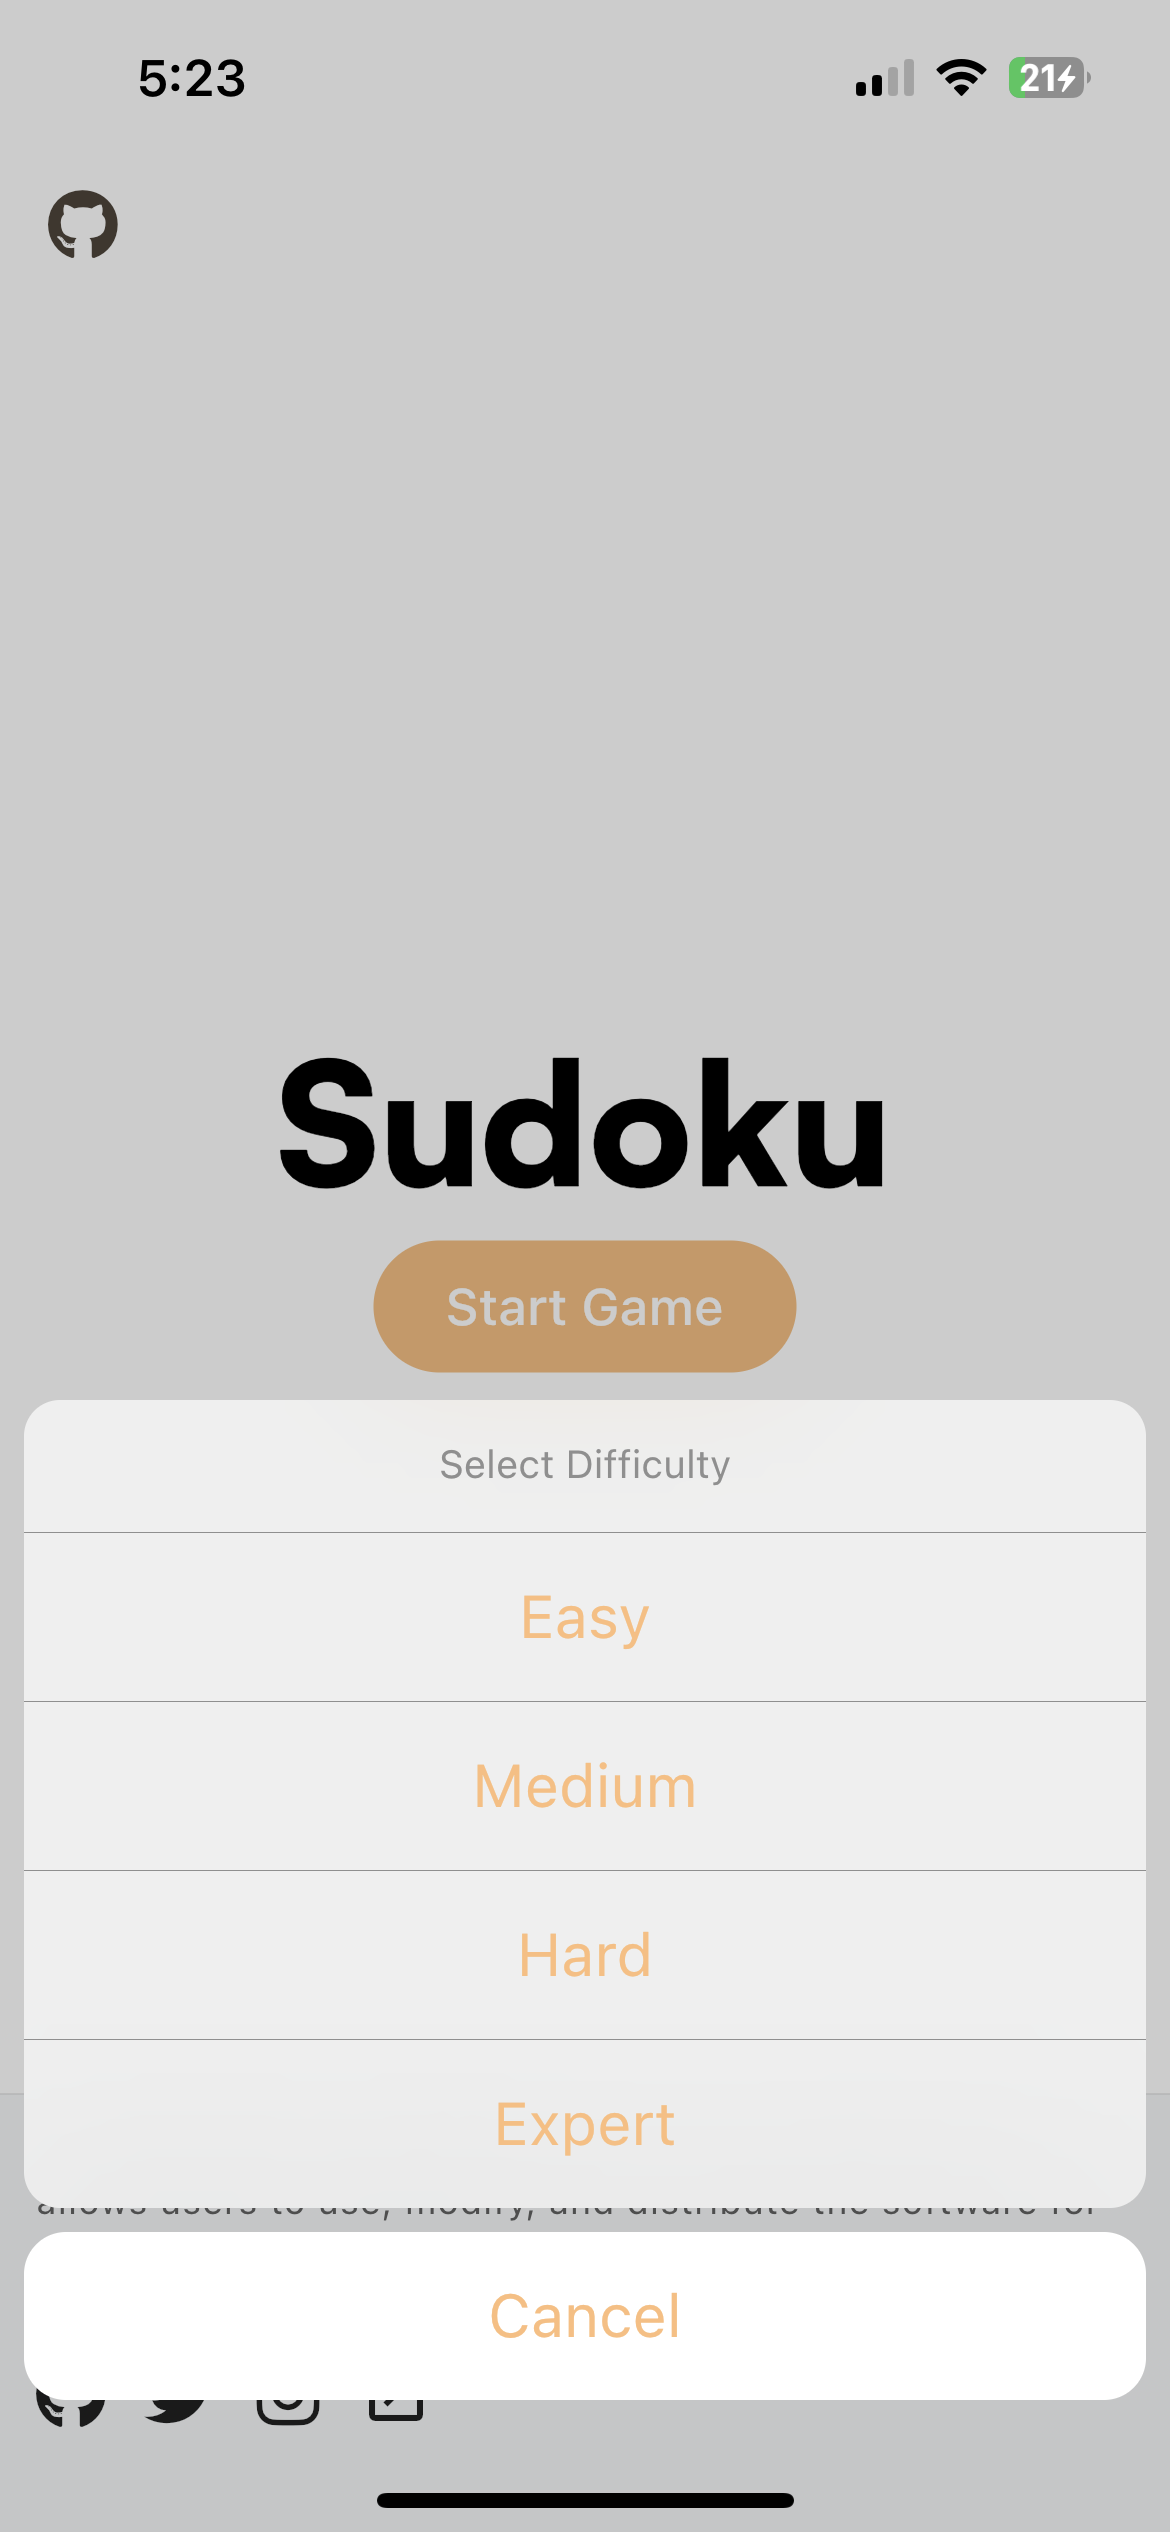 5:23
21
Sudoku
Start Game
Select Difficulty
Easy
Medium
Hard
Expert
allows users to use, modify, and distribute the software for
Cancel